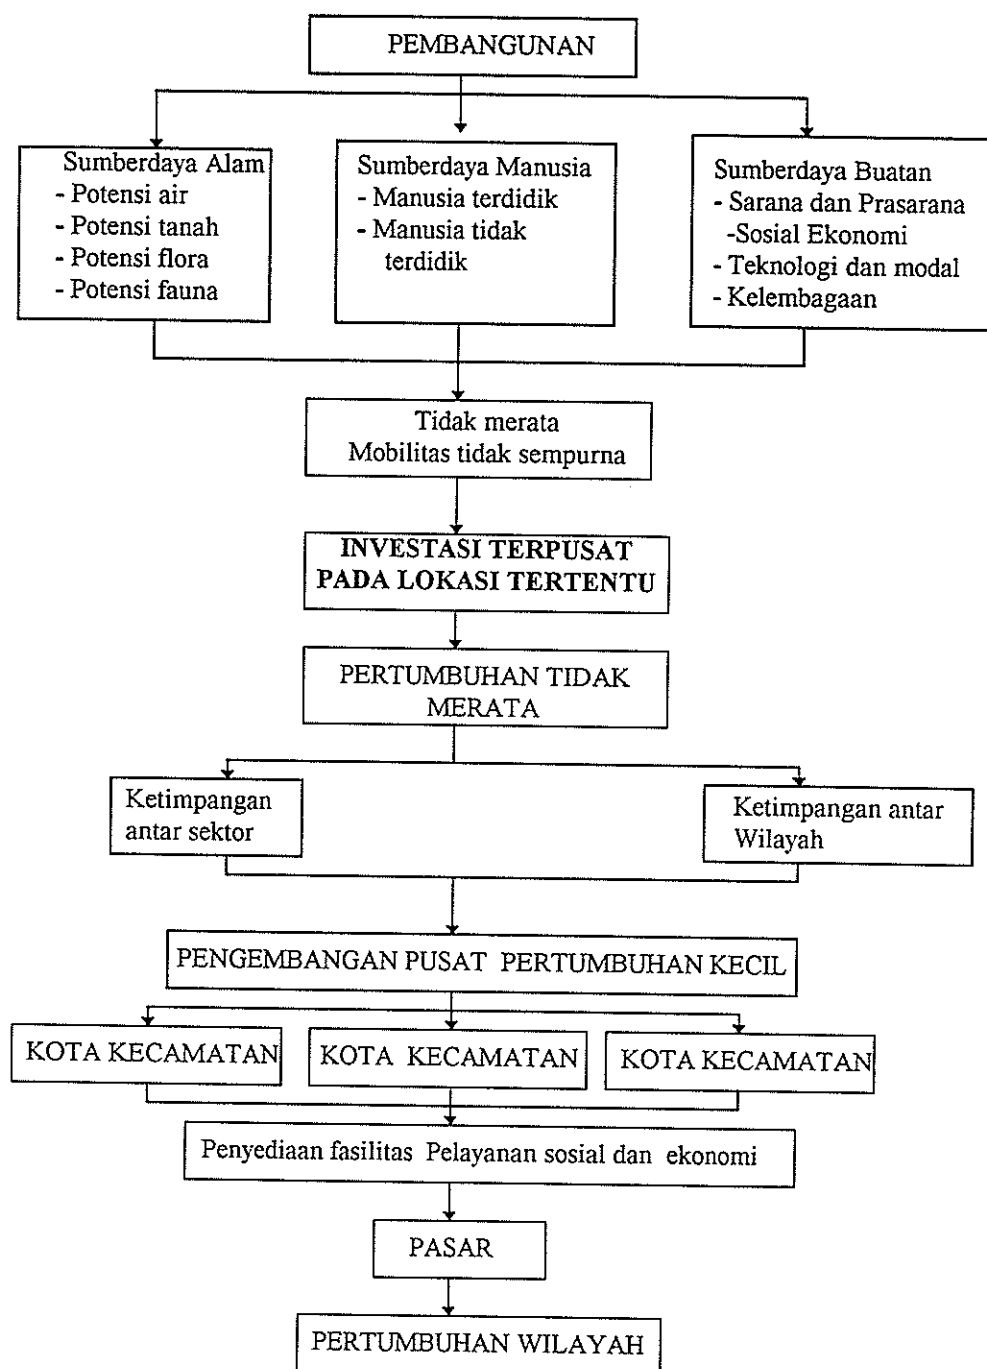 PEMBANGUNAN
Sumberdaya Alam
- Potensi air
- Potensi tanah
- Potensi flora
- Potensi fauna
Sumberdaya Manusia
- Manusia terdidik
- Manusia tidak
terdidik
Sumberdaya Buatan
- Sarana dan Prasarana
-Sosial Ekonomi
- Teknologi dan modal
- Kelembagaan
Tidak merata
Mobilitas tidak sempurna
INVESTASI TERPUSAT
PADA LOKASI TERTENTU
PERTUMBUHAN TIDAK
MERATA
Ketimpangan
antar sektor
Ketimpangan antar
Wilayah
PENGEMBANGAN PUSAT PERTUMBUHAN KECIL
KOTA KECAMATAN
KOTA KECAMATAN
KOTA KECAMATAN
Penyediaan fasilitas Pelayanan sosial dan ekonomi
PASAR
PERTUMBUHAN WILAYAH